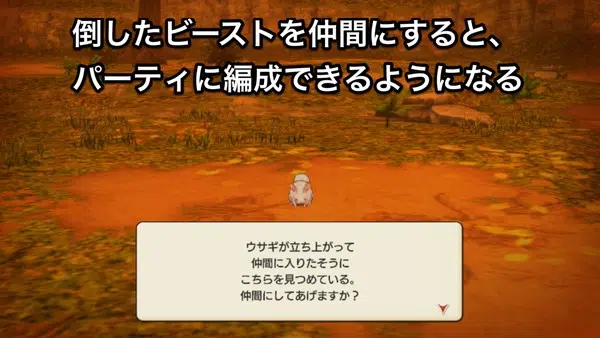 倒したビーストを仲間にすると、
パーティに編成できるようになる
ウサギが立ち上がって
仲間に入りたそうに
こちらを見つめている。
仲間にしてあげますか？